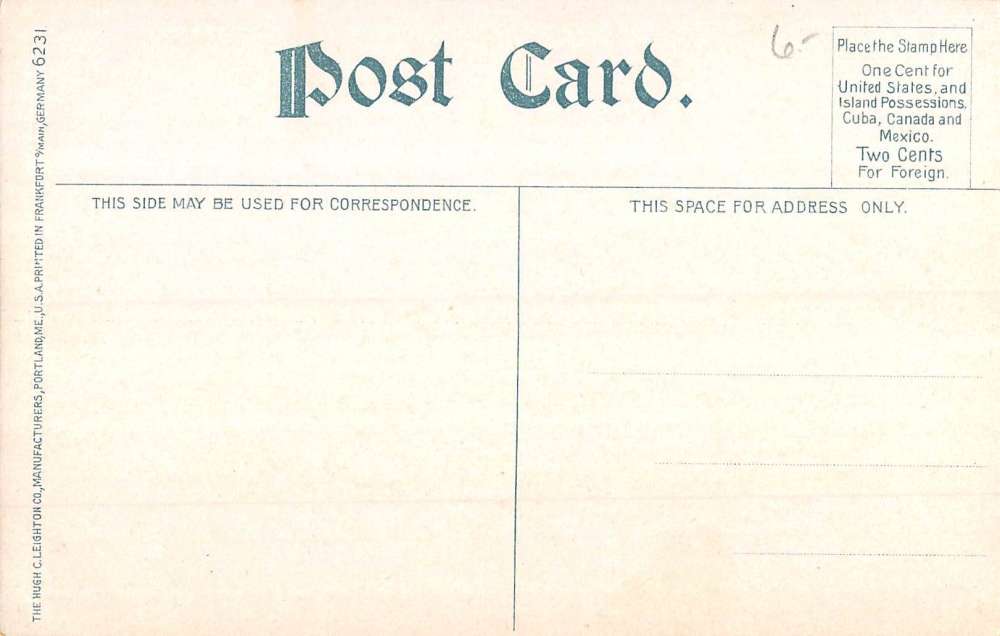 Post Card.
6-
Place the Stamp Here
One Cent for
United States, and
Island Possessions.
Cuba, Canada and
Mexico.
Two Cents
For Foreign.
THIS SIDE MAY BE USED FOR CORRESPONDENCE.
THIS SPACE FOR ADDRESS ONLY.
THE HUGH C. LEIGHTON CO., MANUFACTURERS, PORTLAND, ME., U.S.A. PRINTED IN FRANKFORT O/MAIN, GERMANY 6231